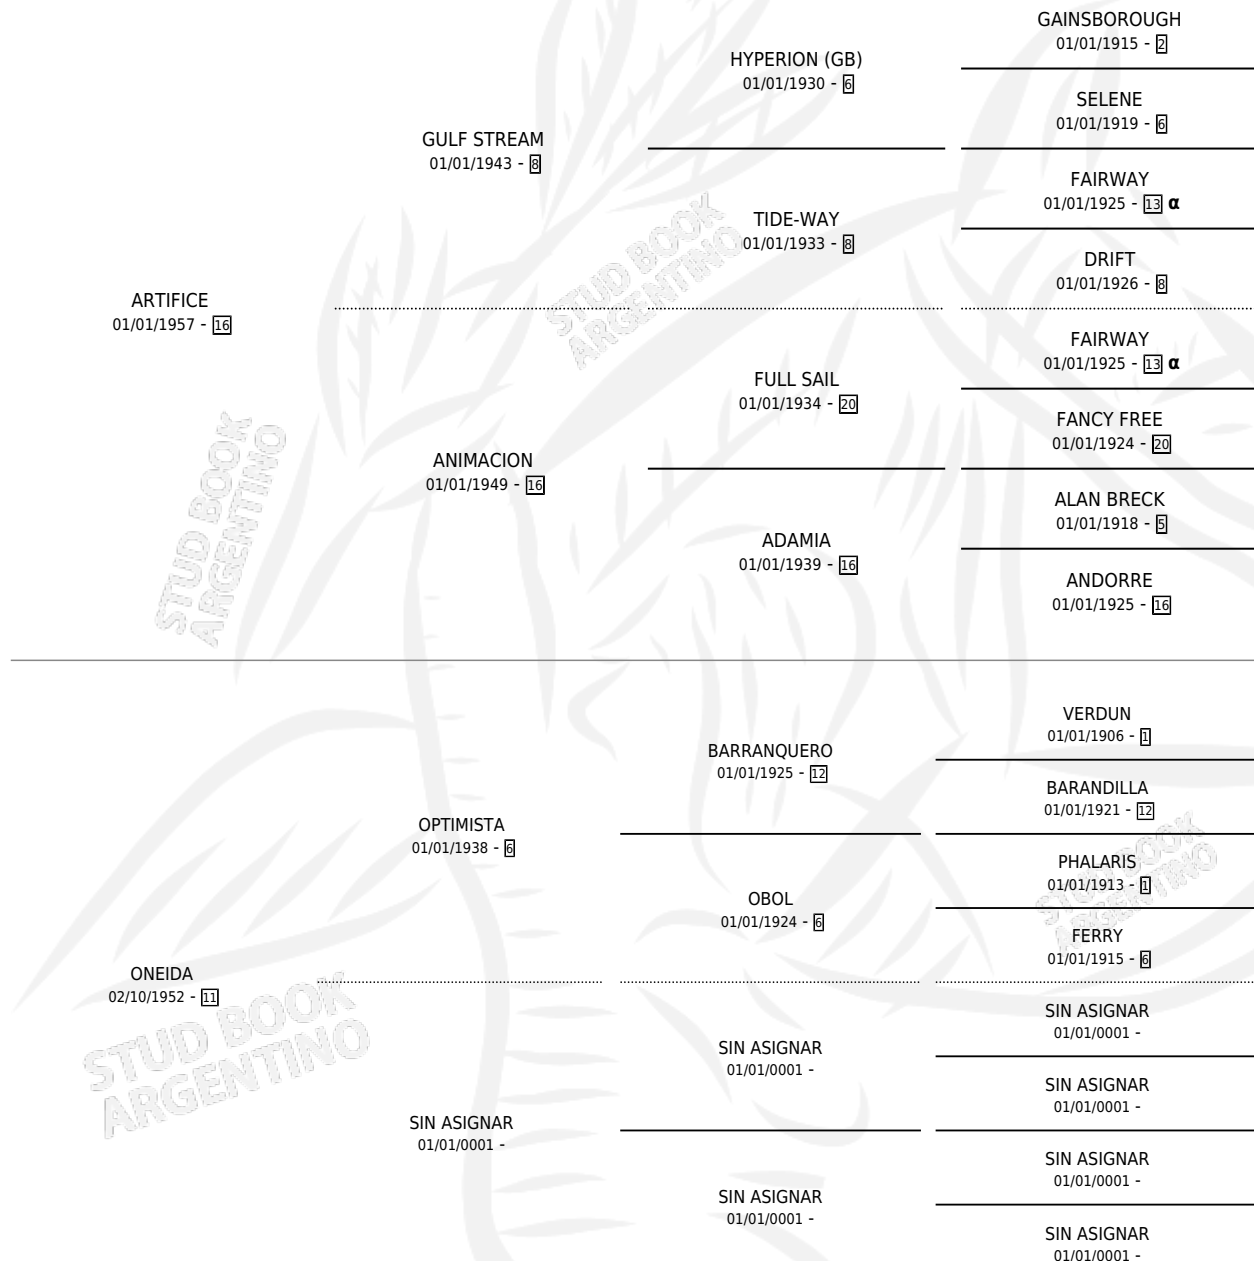 GAINSBOROUGH
01/01/1915 - 2
HYPERION (GB)
01/01/1930 - 6
SELENE
01/01/1919 - 6
GULF STREAM
01/01/1943 - 8
FAIRWAY
01/01/1925 - 13 α
TIDE-WAY
01/01/1933 - 8
DRIFT
01/01/1926 - 8
ARTIFICE
01/01/1957 - 16
FAIRWAY
01/01/1925 - 13 α
FULL SAIL
01/01/1934 - 20
FANCY FREE
01/01/1924 - 20
ANIMACION
01/01/1949 - 16
ALAN BRECK
01/01/1918 - 5
ADAMIA
01/01/1939 - 16
ANDORRE
01/01/1925 - 16
VERDUN
01/01/1906 - 1
BARRANQUERO
01/01/1925 - 12
BARANDILLA
01/01/1921 - 12
OPTIMISTA
01/01/1938 - 6
PHALARIS
01/01/1913 - 1
OBOL
01/01/1924 - 6
FERRY
01/01/1915 - 6
ONEIDA
02/10/1952 - 11
SIN ASIGNAR
01/01/0001 -
SIN ASIGNAR
01/01/0001 -
SIN ASIGNAR
01/01/0001 -
SIN ASIGNAR
01/01/0001 -
SIN ASIGNAR
01/01/0001 -
SIN ASIGNAR
01/01/0001 -
SIN ASIGNAR
01/01/0001 -
STUD BOOK
ARGENTINO
STUD BOOK
ARGENTINO
STUD BOOK
ARGENTINO
STUD BOOK
ARGENTINO